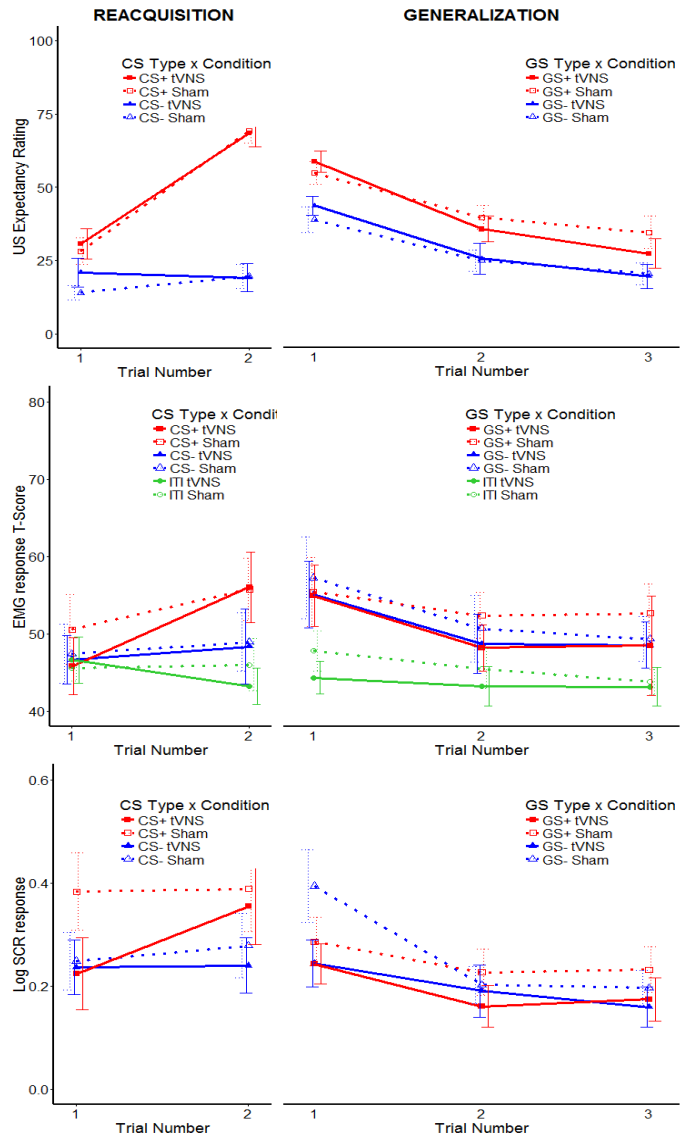 REACQUISITION
GENERALIZATION
US Expectancy Rating
100
75
50
25
0
CS Type x Condition
CS+ tVNS
CS+ Sham
CS- tVNS
CS- Sham
1
2
Trial Number
GS Type x Condition
GS+ tVNS
GS+ Sham
GS- tVNS
GS- Sham
1
2
3
Trial Number
EMG response T-Score
80
70
60
50
40
CS Type x Condit
CS+ tVNS
CS+ Sham
CS- tVNS
CS- Sham
ITI tVNS
ITI Sham
1
2
Trial Number
GS Type x Condition
GS+ tVNS
GS+ Sham
GS- tVNS
GS- Sham
ITI tVNS
ITI Sham
1
2
3
Trial Number
Log SCR response
0.6
0.4
0.2
0.0
CS Type x Condition
CS+ tVNS
CS+ Sham
CS- tVNS
CS- Sham
1
2
Trial Number
GS Type x Condition
GS+ tVNS
GS+ Sham
GS- tVNS
GS- Sham
1
2
3
Trial Number